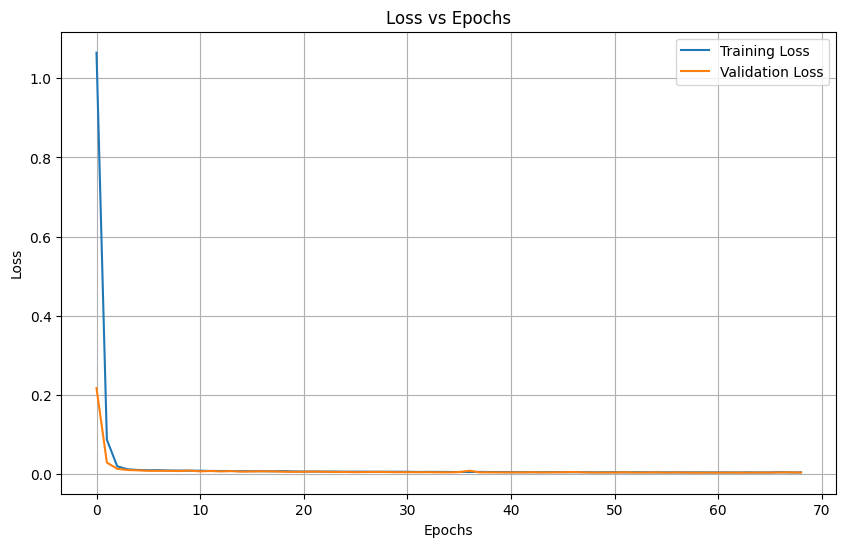 Loss vs Epochs
Training Loss
Validation Loss
1.0
0.8
0.6
0.4
0.2
0.0
Loss
0 10 20 30 40 50 60 70
Epochs